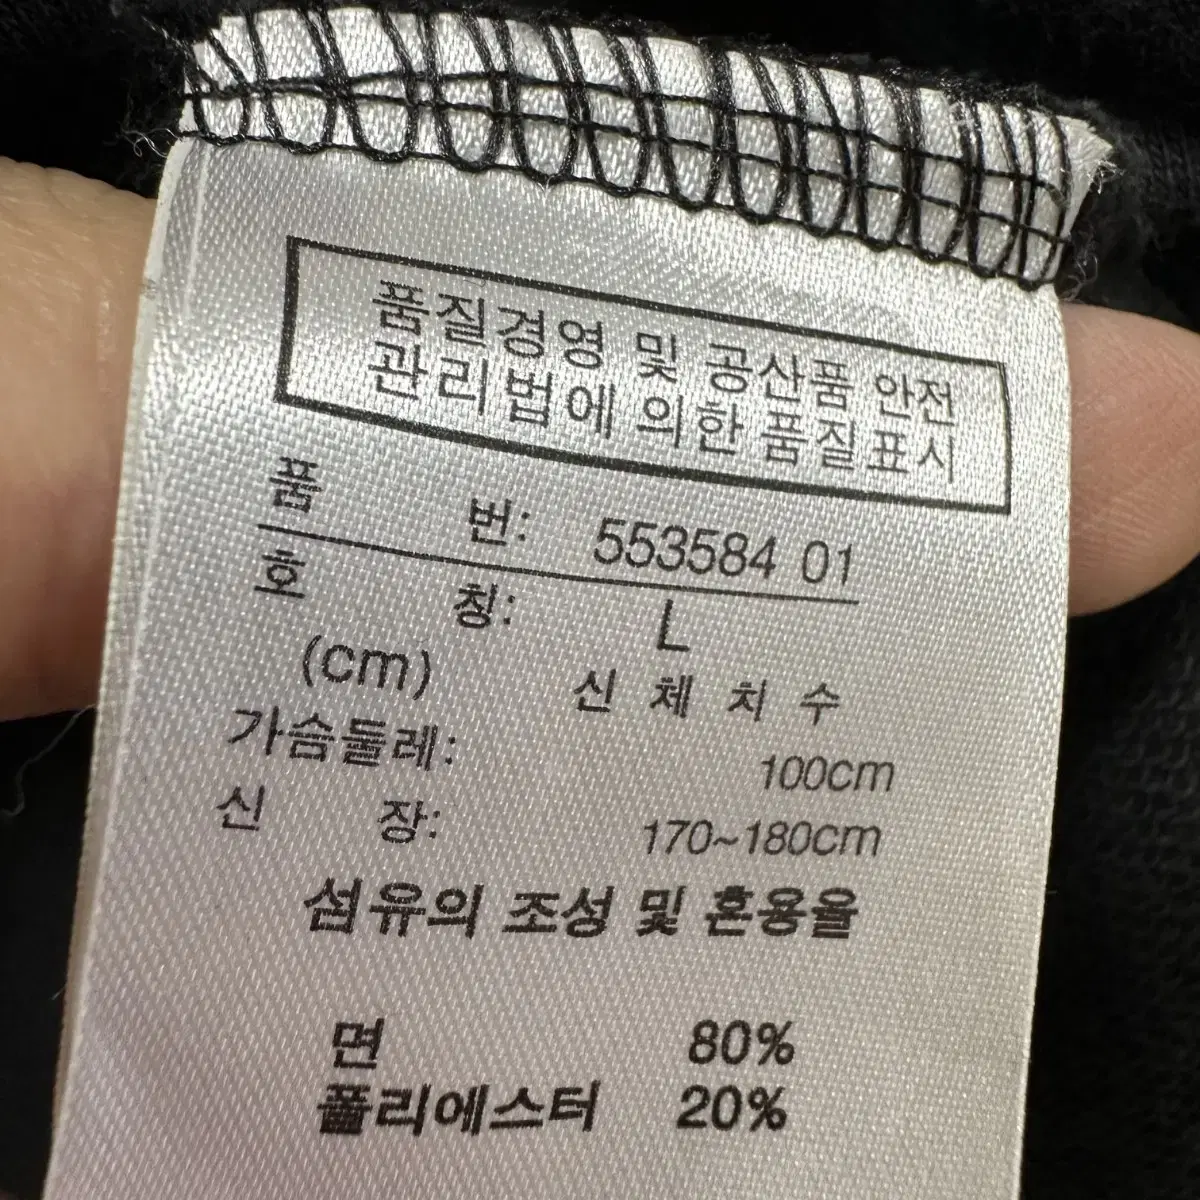 품질경영 및 공산품 안전
관리법에 의한 품질표시
품 번: 553584 01
호 칭: L
(cm) 신 체 치 수
가슴둘레: 100cm
신 장: 170~180cm
섬유의 조성 및 혼용율
면 80%
폴리에스터 20%